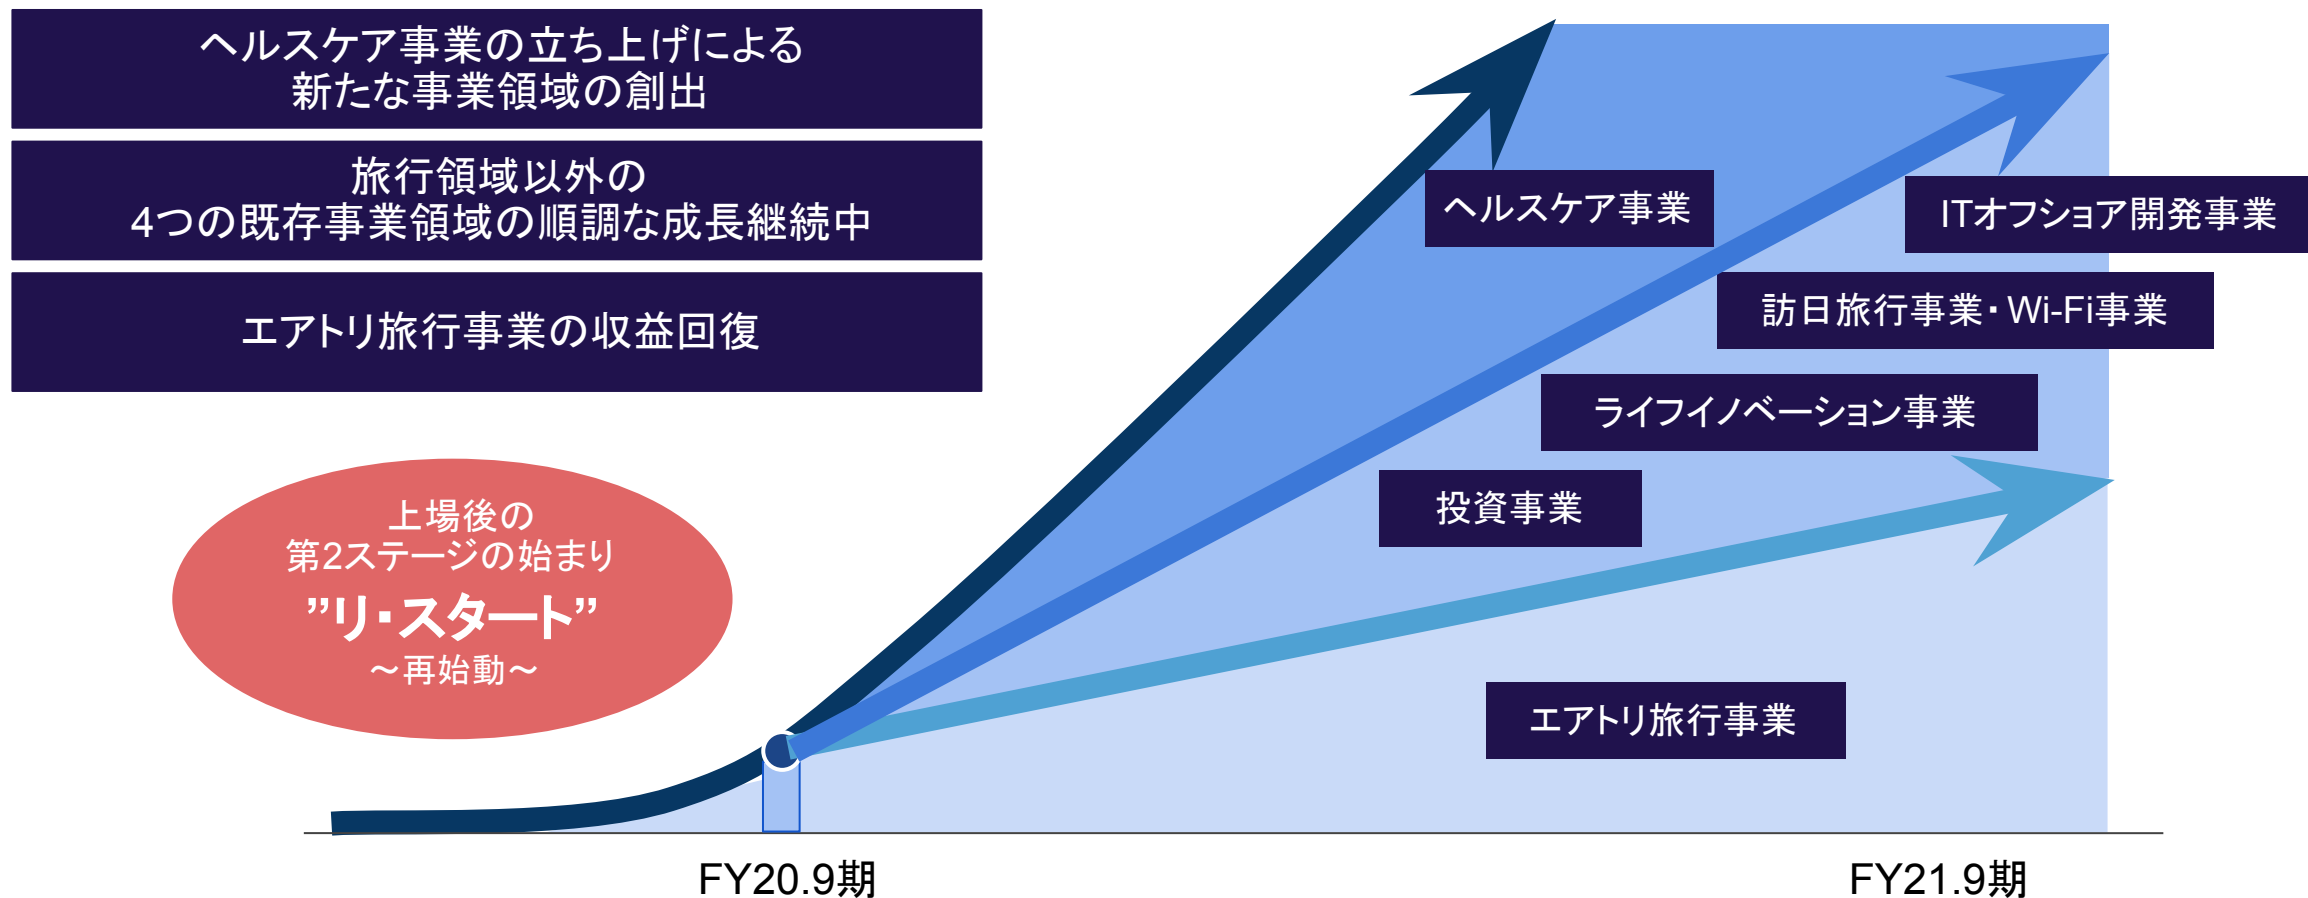 ヘルスケア事業の立ち上げによる
新たな事業領域の創出
旅行領域以外の
4つの既存事業領域の順調な成長継続中
エアトリ旅行事業の収益回復
上場後の
第2ステージの始まり
”リ・スタート”
～再始動～
ヘルスケア事業
ITオフショア開発事業
訪日旅行事業・Wi-Fi事業
ライフイノベーション事業
投資事業
エアトリ旅行事業
FY20.9期
FY21.9期